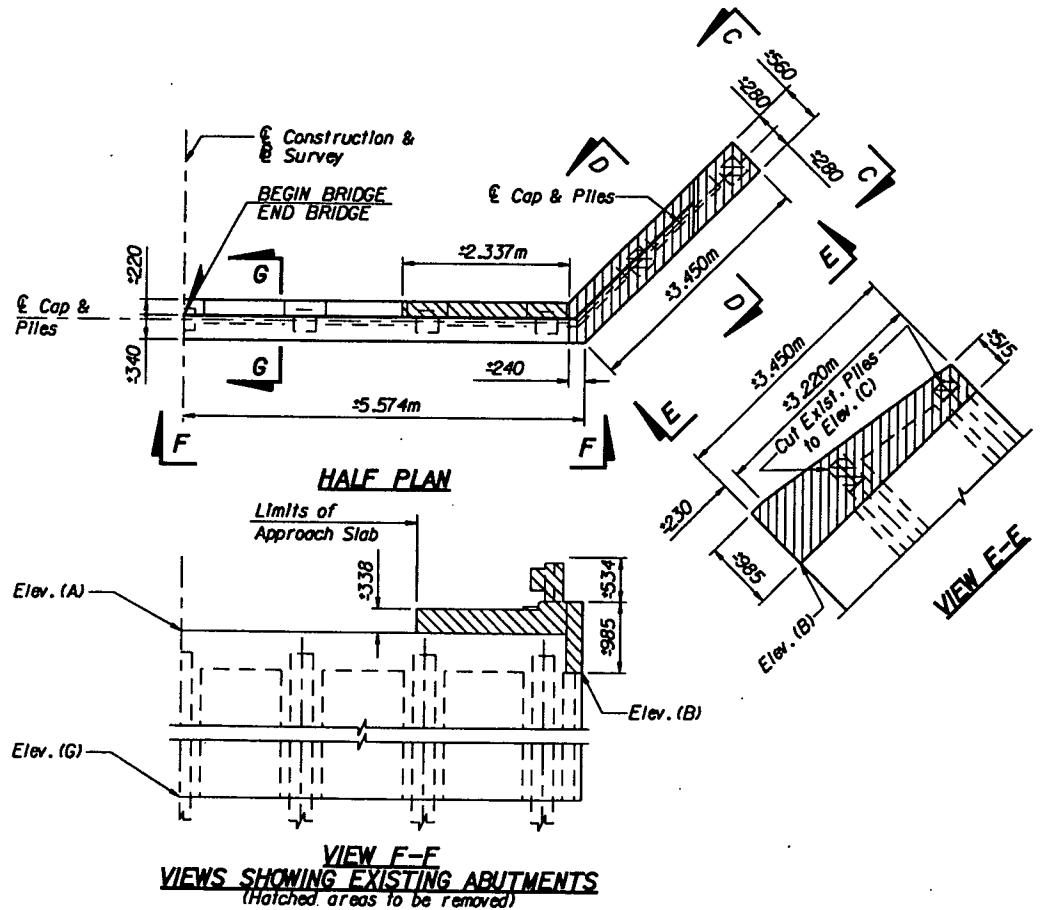 ℄ Construction &
℄ Survey
BEGIN BRIDGE
END BRIDGE
±220
℄ Cap &
Piles
±340
G
G
±2.337m
±240
±5.574m
F
F
HALF PLAN
C
±560
±280
±280
C
D
℄ Cap & Piles
±3.450m
D
E
E
±3.450m
±3.220m
Cut Exist. Piles
to Elev. (C)
±515
±230
±985
Elev. (B)
VIEW E-E
Limits of
Approach Slab
±338
±534
±985
Elev. (A)
Elev. (B)
Elev. (G)
VIEW F-F
VIEWS SHOWING EXISTING ABUTMENTS
(Hatched areas to be removed)